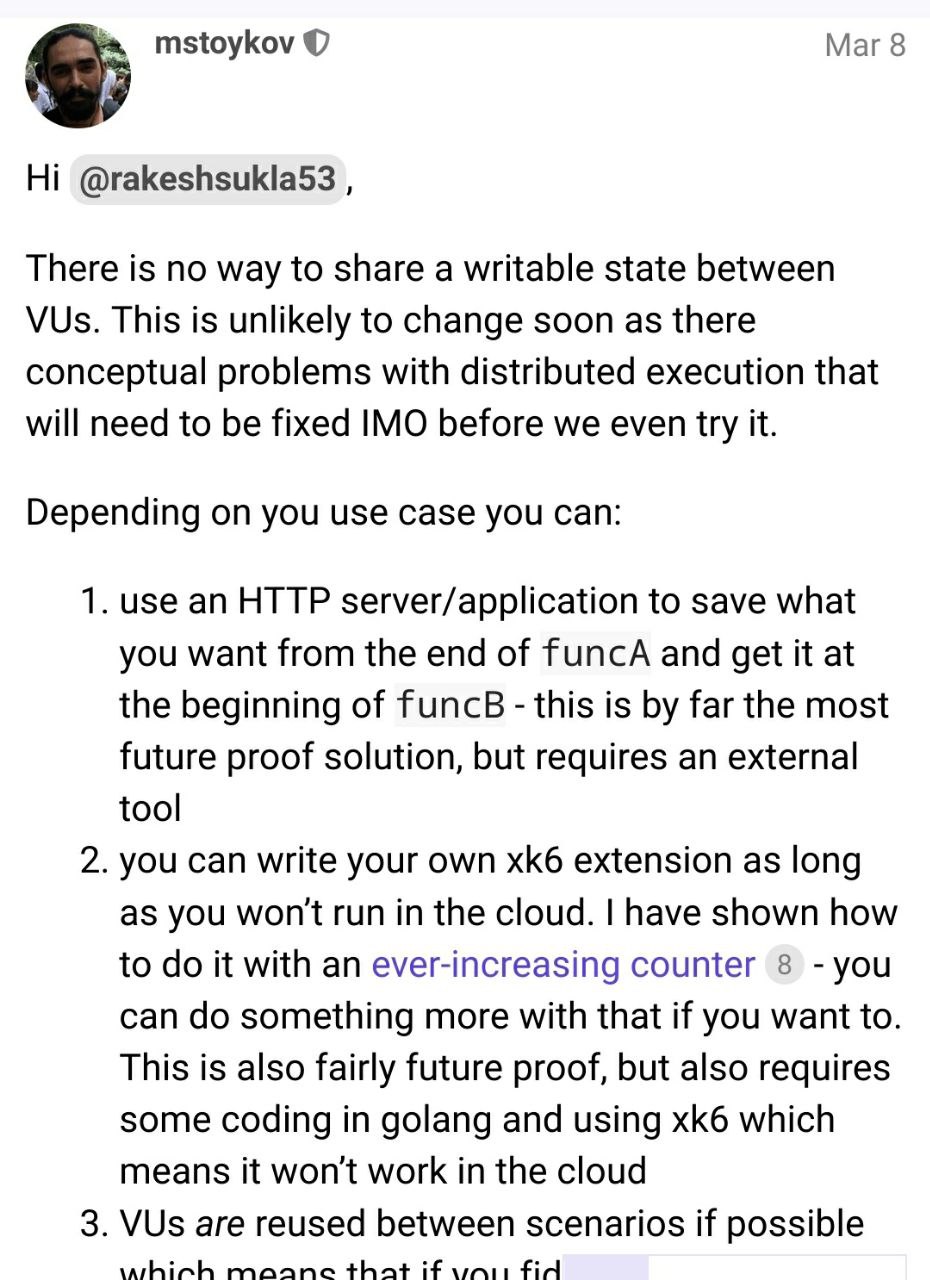 mstoykov
Mar 8
Hi @rakeshsukla53,
There is no way to share a writable state between
VUs. This is unlikely to change soon as there
conceptual problems with distributed execution that
will need to be fixed IMO before we even try it.
Depending on you use case you can:
1. use an HTTP server/application to save what
you want from the end of funcA and get it at
the beginning of funcB - this is by far the most
future proof solution, but requires an external
tool
2. you can write your own xk6 extension as long
as you won’t run in the cloud. I have shown how
to do it with an ever-increasing counter 8 - you
can do something more with that if you want to.
This is also fairly future proof, but also requires
some coding in golang and using xk6 which
means it won’t work in the cloud
3. VUs are reused between scenarios if possible
which means that if you fid